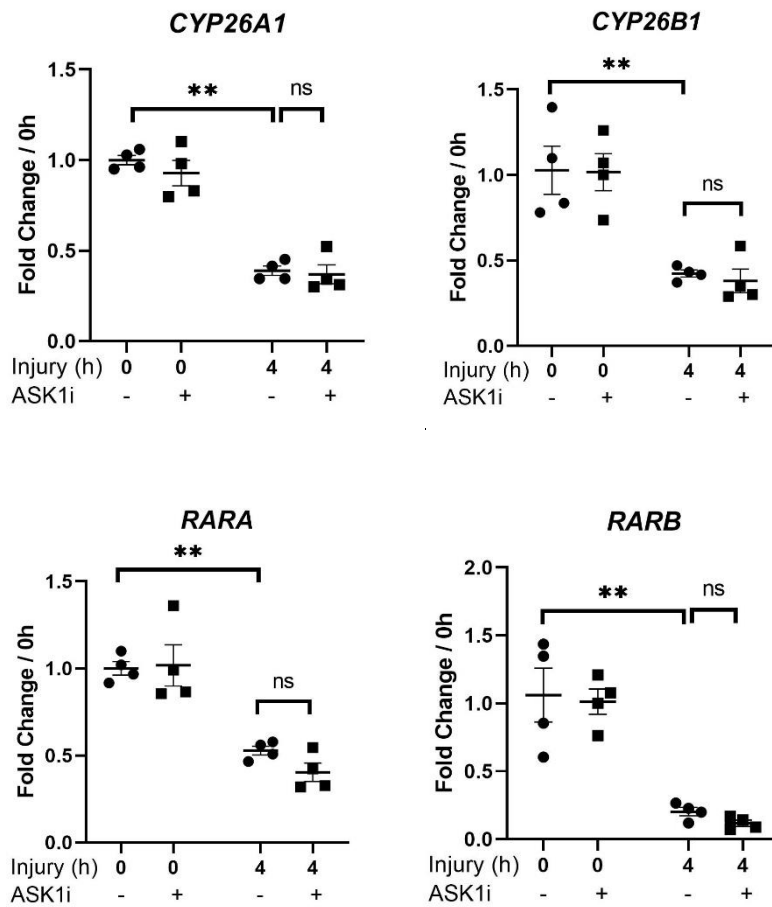 CYP26A1
**
ns
Fold Change / 0h
1.5
1.0
0.5
0.0
Injury (h) 0 0 4 4
ASK1i - + - +
CYP26B1
**
ns
Fold Change / 0h
1.5
1.0
0.5
0.0
Injury (h) 0 0 4 4
ASK1i - + - +
RARA
**
ns
Fold Change / 0h
1.5
1.0
0.5
0.0
Injury (h) 0 0 4 4
ASK1i - + - +
RARB
**
ns
Fold Change / 0h
2.0
1.5
1.0
0.5
0.0
Injury (h) 0 0 4 4
ASK1i - + - +